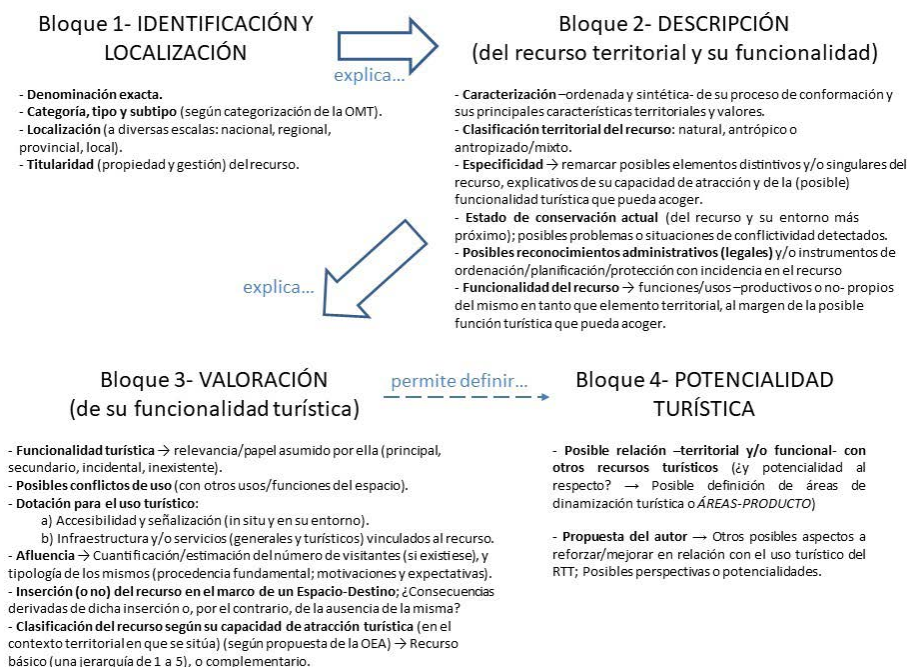 Bloque 1- IDENTIFICACIÓN Y
LOCALIZACIÓN
- Denominación exacta.
- Categoría, tipo y subtipo (según categorización de la OMT).
- Localización (a diversas escalas: nacional, regional,
provincial, local).
- Titularidad (propiedad y gestión) del recurso.
explica...
Bloque 2- DESCRIPCIÓN
(del recurso territorial y su funcionalidad)
- Caracterización –ordenada y sintética- de su proceso de conformación y
sus principales características territoriales y valores.
- Clasificación territorial del recurso: natural, antrópico o
antropizado/mixto.
- Especificidad → remarcar posibles elementos distintivos y/o singulares del
recurso, explicativos de su capacidad de atracción y de la (posible)
funcionalidad turística que pueda acoger.
- Estado de conservación actual (del recurso y su entorno más
próximo); posibles problemas o situaciones de conflictividad detectados.
- Posibles reconocimientos administrativos (legales) y/o instrumentos de
ordenación/planificación/protección con incidencia en el recurso
- Funcionalidad del recurso → funciones/usos –productivos o no- propios
del mismo en tanto que elemento territorial, al margen de la posible
función turística que pueda acoger.
explica...
Bloque 3- VALORACIÓN
(de su funcionalidad turística)
- Funcionalidad turística → relevancia/papel asumido por ella (principal,
secundario, incidental, inexistente).
- Posibles conflictos de uso (con otros usos/funciones del espacio).
- Dotación para el uso turístico:
a) Accesibilidad y señalización (in situ y en su entorno).
b) Infraestructura y/o servicios (generales y turísticos) vinculados al recurso.
- Afluencia → Cuantificación/estimación del número de visitantes (si existiese), y
tipología de los mismos (procedencia fundamental; motivaciones y expectativas).
- Inserción (o no) del recurso en el marco de un Espacio-Destino; ¿Consecuencias
derivadas de dicha inserción o, por el contrario, de la ausencia de la misma?
- Clasificación del recurso según su capacidad de atracción turística (en el
contexto territorial en que se sitúa) (según propuesta de la OEA) → Recurso
básico (una jerarquía de 1 a 5), o complementario.
permite definir...
Bloque 4- POTENCIALIDAD
TURÍSTICA
- Posible relación –territorial y/o funcional- con
otros recursos turísticos (¿y potencialidad al
respecto? → Posible definición de áreas de
dinamización turística o ÁREAS-PRODUCTO)
- Propuesta del autor → Otros posibles aspectos a
reforzar/mejorar en relación con el uso turístico del
RTT; Posibles perspectivas o potencialidades.